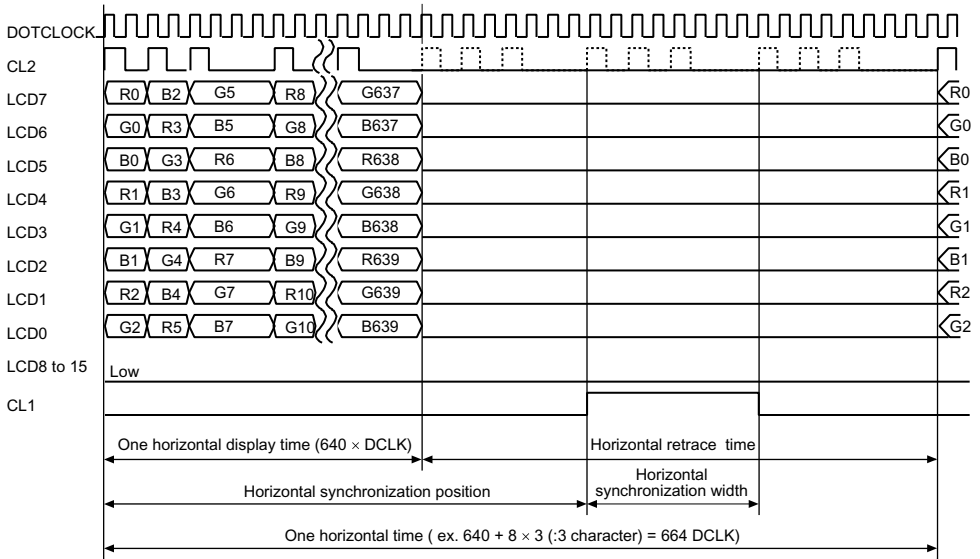 DOTCLOCK
CL2
LCD7 R0 B2 G5 R8 G637 R0
LCD6 G0 R3 B5 G8 B637 G0
LCD5 B0 G3 R6 B8 R638 B0
LCD4 R1 B3 G6 R9 G638 R1
LCD3 G1 R4 B6 G9 B638 G1
LCD2 B1 G4 R7 B9 R639 B1
LCD1 R2 B4 G7 R10 G639 R2
LCD0 G2 R5 B7 G10 B639 G2
LCD8 to 15 Low
CL1
One horizontal display time (640 × DCLK) Horizontal retrace time
Horizontal synchronization position
Horizontal
synchronization width
One horizontal time ( ex. 640 + 8 × 3 (:3 character) = 664 DCLK)